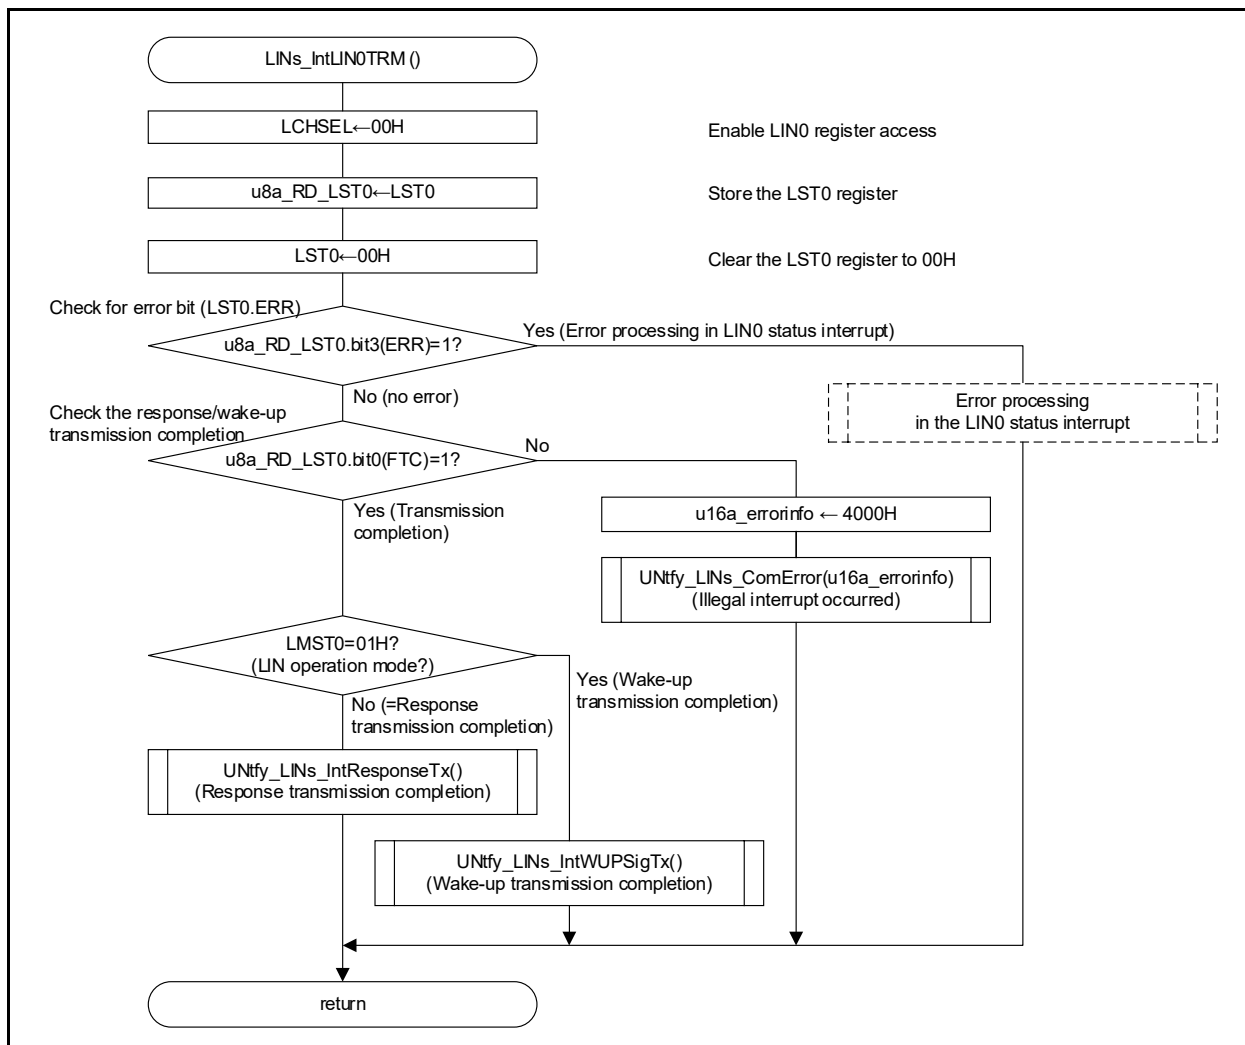 LINs_IntLIN0TRM ()
LCHSEL←00H
Enable LIN0 register access
u8a_RD_LST0←LST0
Store the LST0 register
LST0←00H
Clear the LST0 register to 00H
Check for error bit (LST0.ERR)
u8a_RD_LST0.bit3(ERR)=1?
Yes (Error processing in LIN0 status interrupt)
No (no error)
Error processing
in the LIN0 status interrupt
Check the response/wake-up
transmission completion
u8a_RD_LST0.bit0(FTC)=1?
No
Yes (Transmission
completion)
u16a_errorinfo ← 4000H
UNtfy_LINs_ComError(u16a_errorinfo)
(Illegal interrupt occurred)
LMST0=01H?
(LIN operation mode?)
Yes (Wake-up
transmission completion)
No (=Response
transmission completion)
UNtfy_LINs_IntResponseTx()
(Response transmission completion)
UNtfy_LINs_IntWUPSigTx()
(Wake-up transmission completion)
return